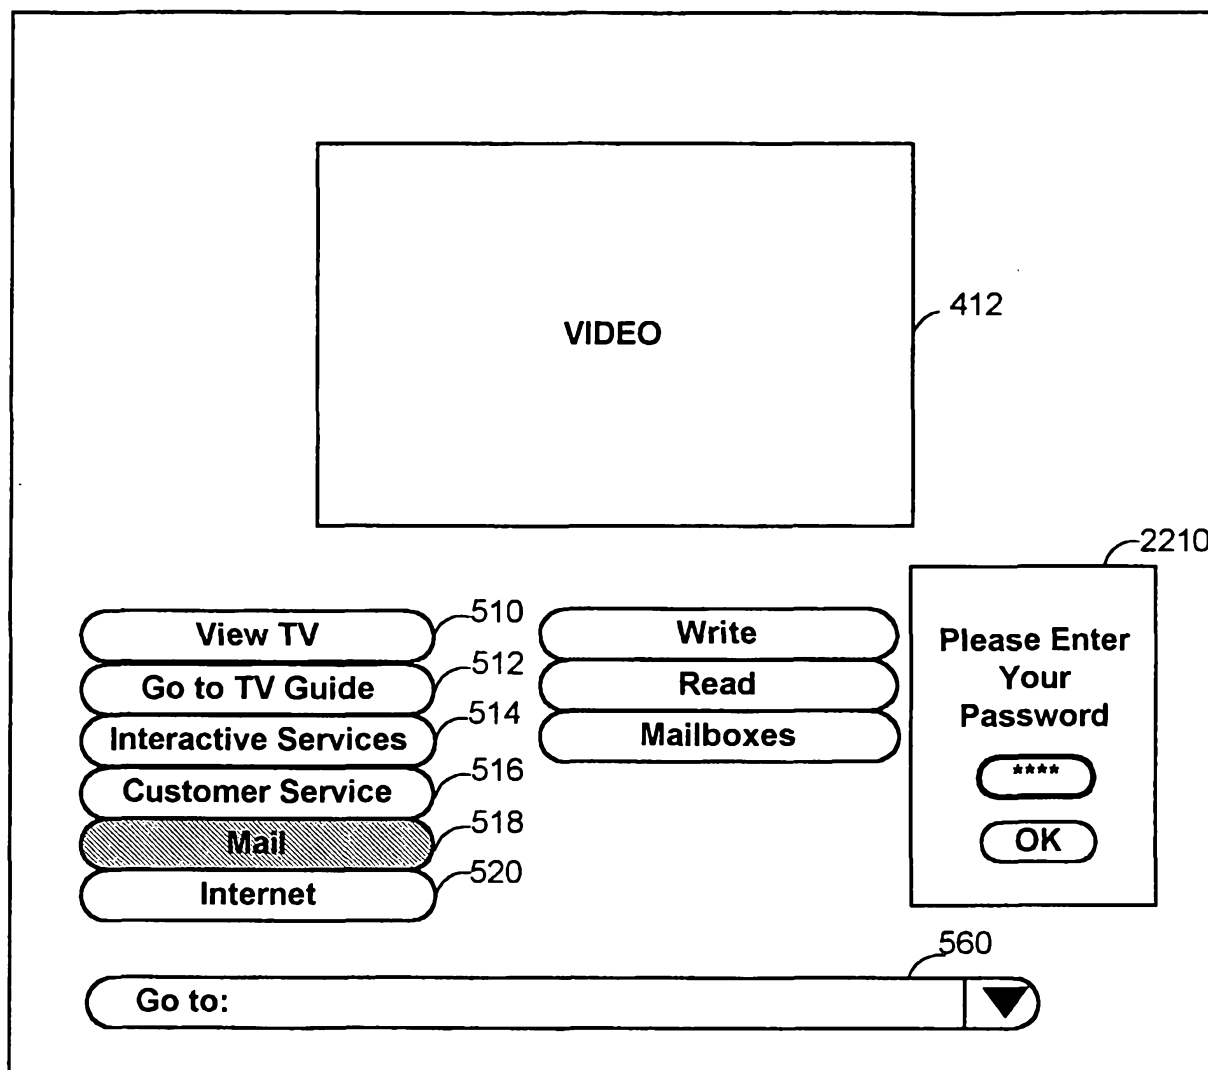 VIDEO
412
2210
View TV
510
Go to TV Guide
512
Interactive Services
514
Customer Service
516
Mail
518
Internet
520
Write
Read
Mailboxes
Please Enter
Your
Password
****
OK
560
Go to: